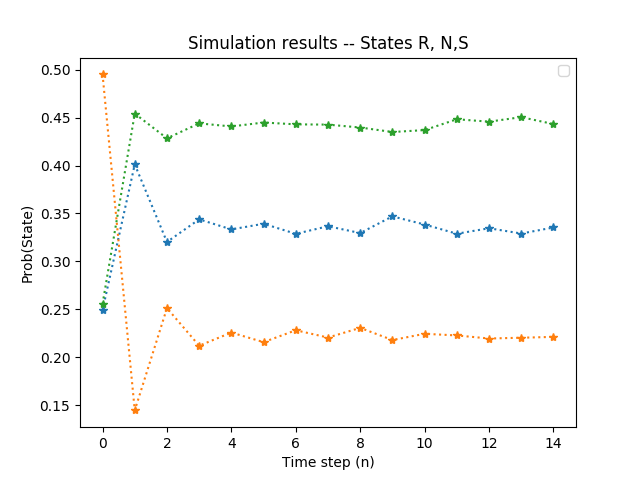 Simulation results -- States R, N,S
0.50
0.45
0.40
0.35
0.30
0.25
0.20
0.15
Prob(State)
0 2 4 6 8 10 12 14
Time step (n)